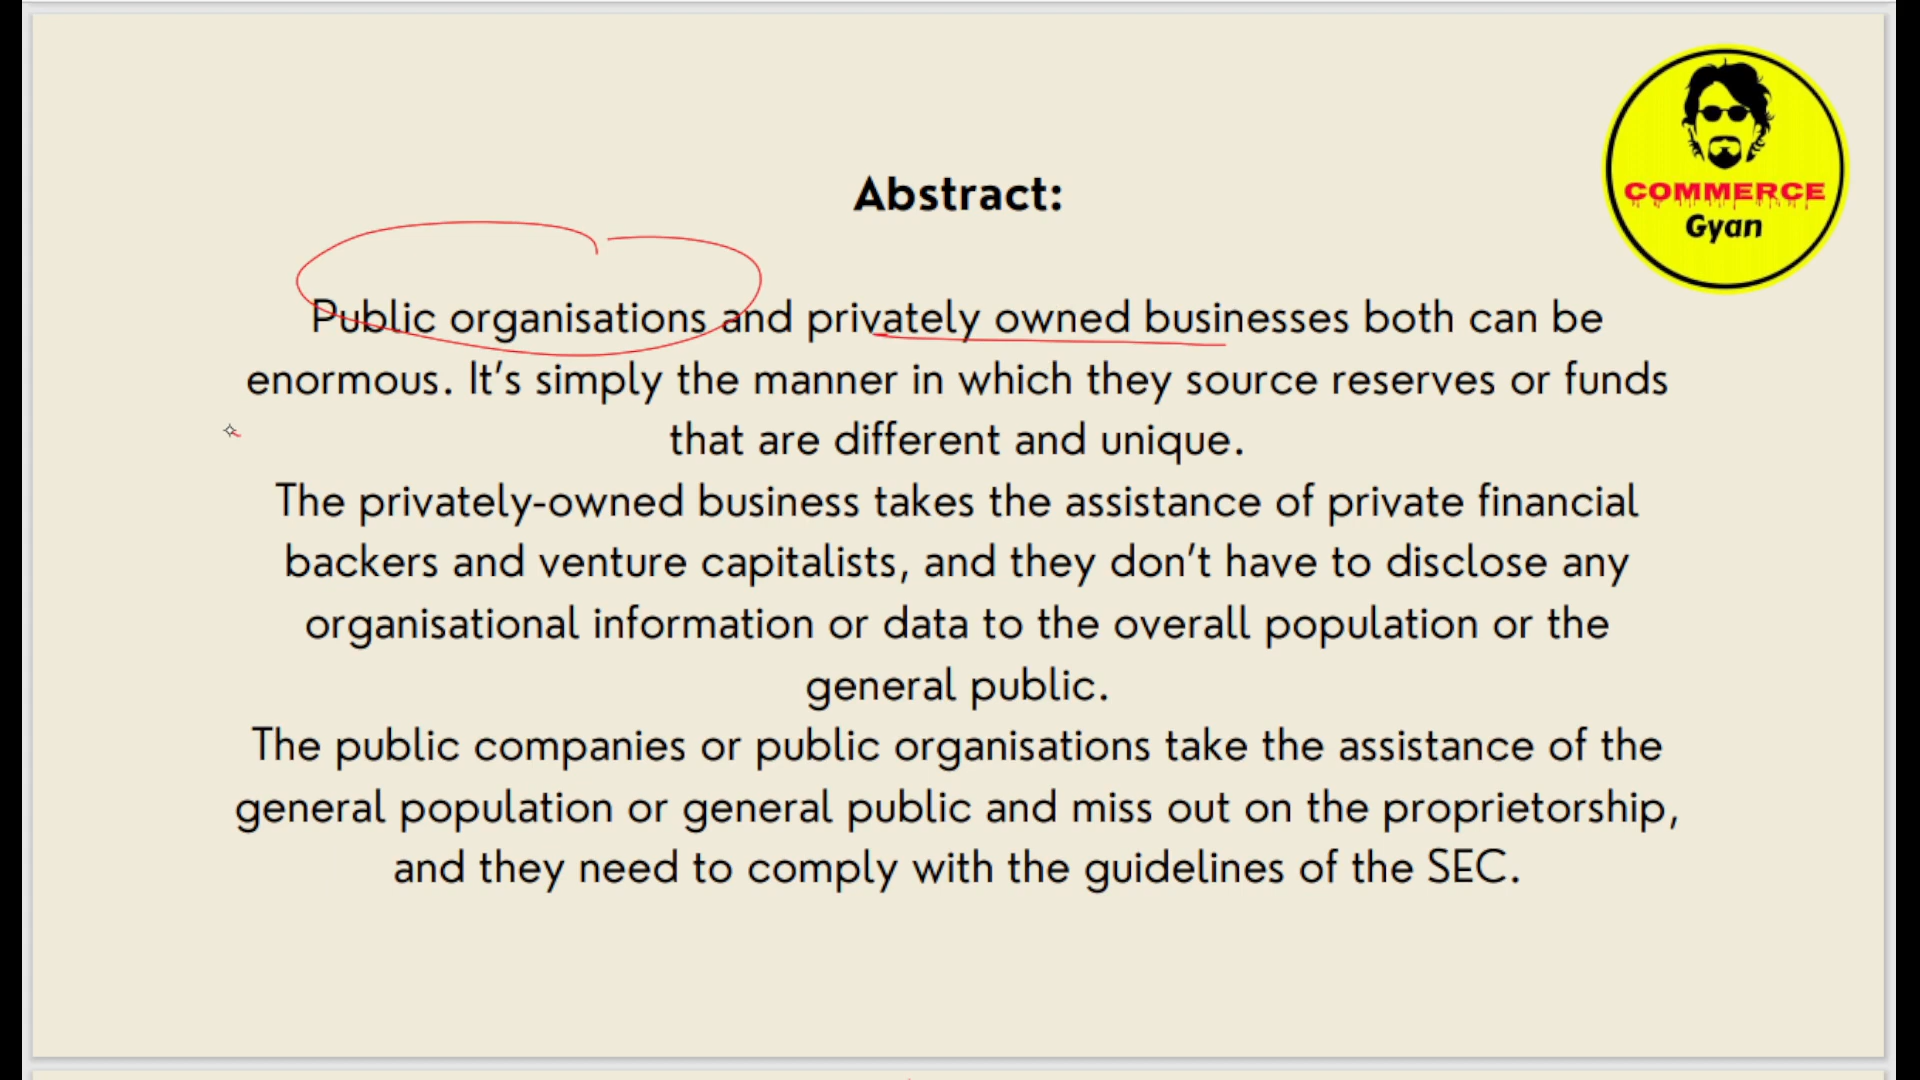 Abstract:
COMMERCE
Gyan
Public organisations and privately owned businesses both can be
enormous. It’s simply the manner in which they source reserves or funds
that are different and unique.
The privately-owned business takes the assistance of private financial
backers and venture capitalists, and they don’t have to disclose any
organisational information or data to the overall population or the
general public.
The public companies or public organisations take the assistance of the
general population or general public and miss out on the proprietorship,
and they need to comply with the guidelines of the SEC.